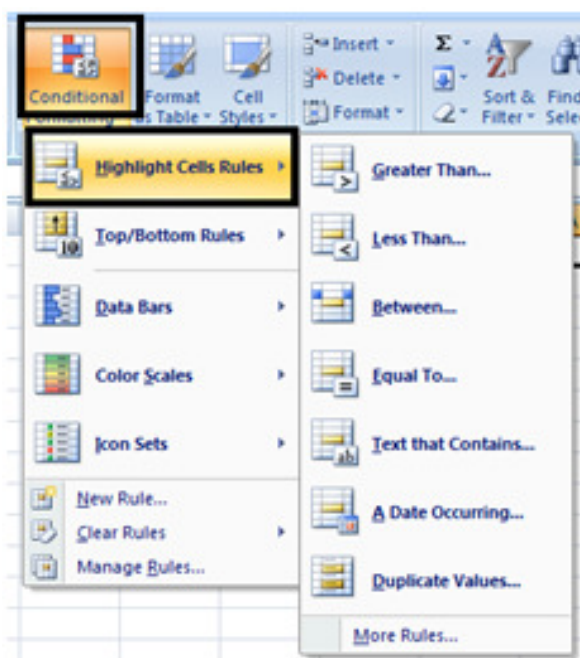 Conditional
Formatting
Format
as Table
Cell
Styles
Insert
Delete
Format
Σ
Sort &
Filter
Find
Selec
Highlight Cells Rules
Top/Bottom Rules
Data Bars
Color Scales
Icon Sets
New Rule...
Clear Rules
Manage Rules...
Greater Than...
Less Than...
Between...
Equal To...
Text that Contains...
A Date Occurring...
Duplicate Values...
More Rules...